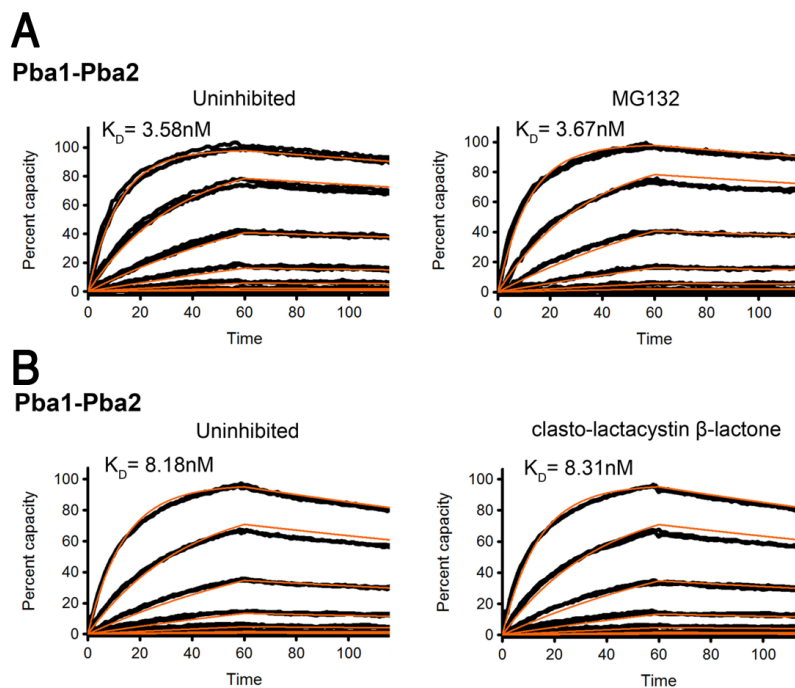 A
Pba1-Pba2
Uninhibited
K_D= 3.58nM
Percent capacity
100
80
60
40
20
0
0 20 40 60 80 100
Time
MG132
K_D= 3.67nM
Percent capacity
100
80
60
40
20
0
0 20 40 60 80 100
Time
B
Pba1-Pba2
Uninhibited
K_D= 8.18nM
Percent capacity
100
80
60
40
20
0
0 20 40 60 80 100
Time
clasto-lactacystin β-lactone
K_D= 8.31nM
Percent capacity
100
80
60
40
20
0
0 20 40 60 80 100
Time